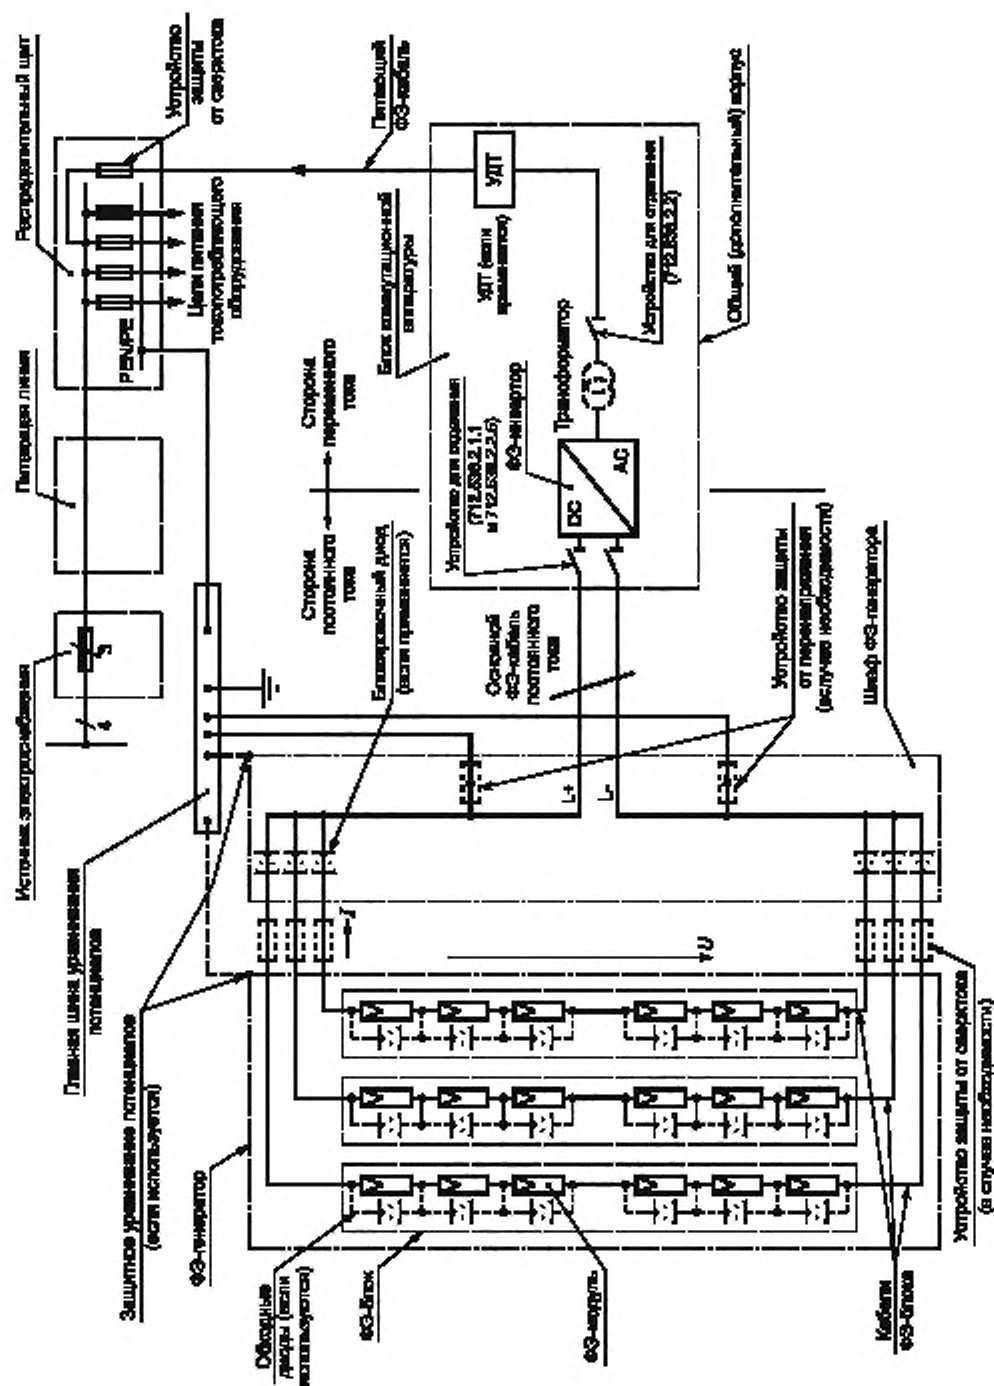 Источник электроснабжения
Питающая линия
Распределительный щит
Устройство
защиты
от сверхтока
3
4
PEN/PE
Цепи питания
токопотребляющего
оборудования
Питающий
ФЭ-кабель
Главная шина уравнивания
потенциалов
Защитное уравнивание потенциалов
(если используется)
Сторона
постоянного
тока
Сторона
переменного
тока
Блок коммутационной
аппаратуры
УДТ
УДТ (если
применяется)
Блокировочный диод
(если применяется)
Устройство для отделения
(712.536.2.1.1
и 712.536.2.2.5)
ФЭ-инвертор
Трансформатор
DC
AC
Устройство для отделения
(712.536.2.2)
Общий (дополнительный) корпус
Основной
ФЭ-кабель
постоянного
тока
L+
L-
Устройство защиты
от перенапряжения
(вслучае необходимости)
Шкаф ФЭ-генератора
ФЭ-генератор
I
U
Обходные
диоды (если
используются)
ФЭ-блок
ФЭ-модуль
Кабели
ФЭ-блока
Устройство защиты от сверхтока
(в случае необходимости)